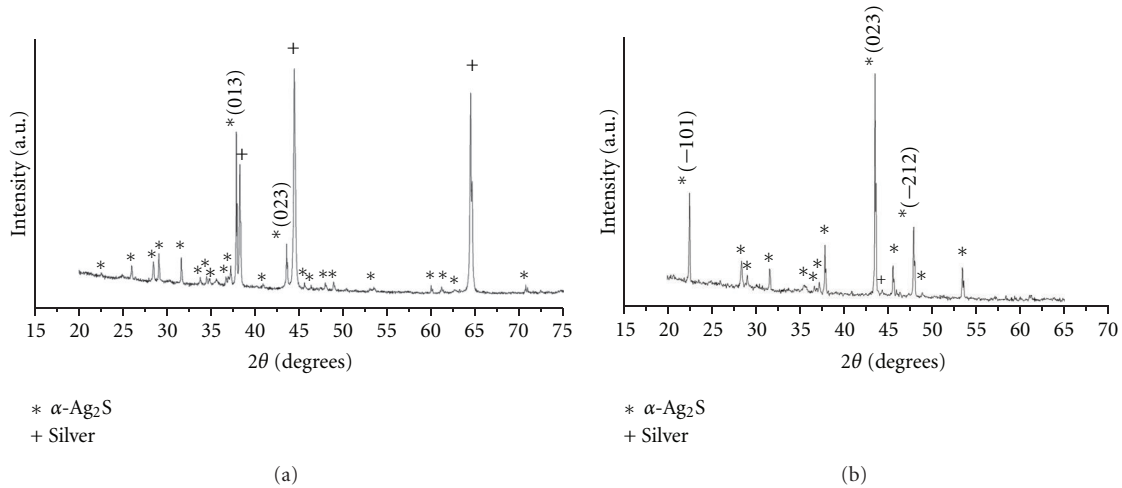 Intensity (a.u.)
* * * * * * * * * * *(013) + * *(023) + * * * * * * * * + *
15 20 25 30 35 40 45 50 55 60 65 70 75
2θ (degrees)
* α-Ag₂S
+ Silver
(a)
Intensity (a.u.)
*(−101) * * * * * * *(023) + * *(−212) * *
15 20 25 30 35 40 45 50 55 60 65 70
2θ (degrees)
* α-Ag₂S
+ Silver
(b)